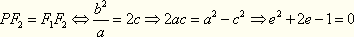 PF₂ = F₁F₂ ⇔ b²/a = 2c ⇒ 2ac = a² − c² ⇒ e² + 2e − 1 = 0